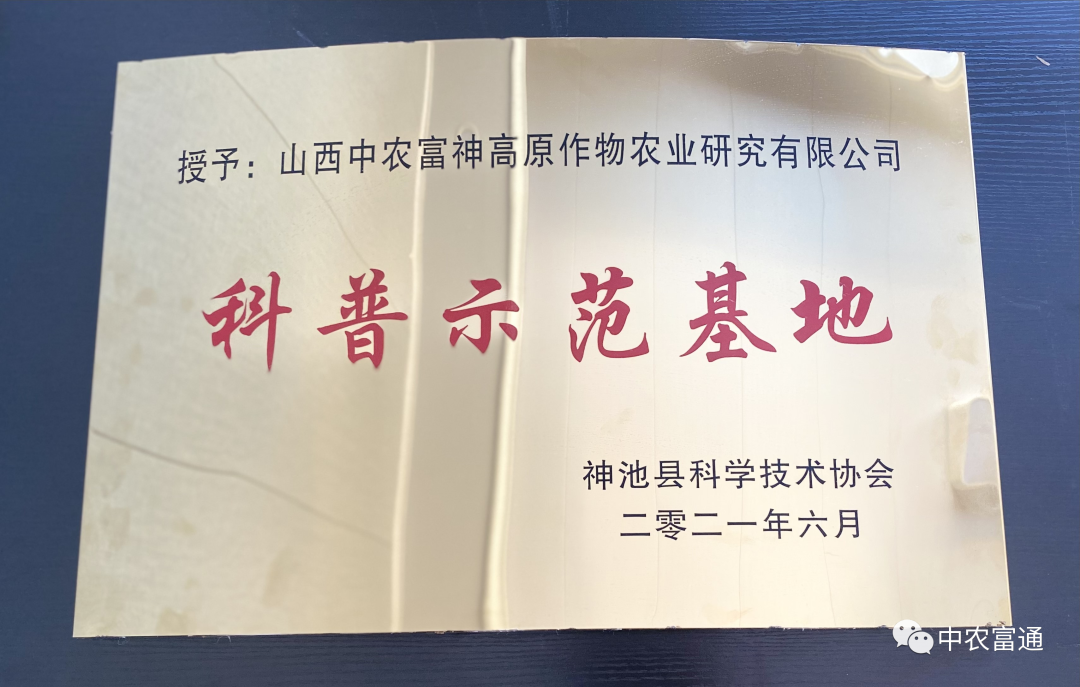 授予：山西中农富神高原作物农业研究有限公司
科普示范基地
神池县科学技术协会
二零二一年六月
中农富通